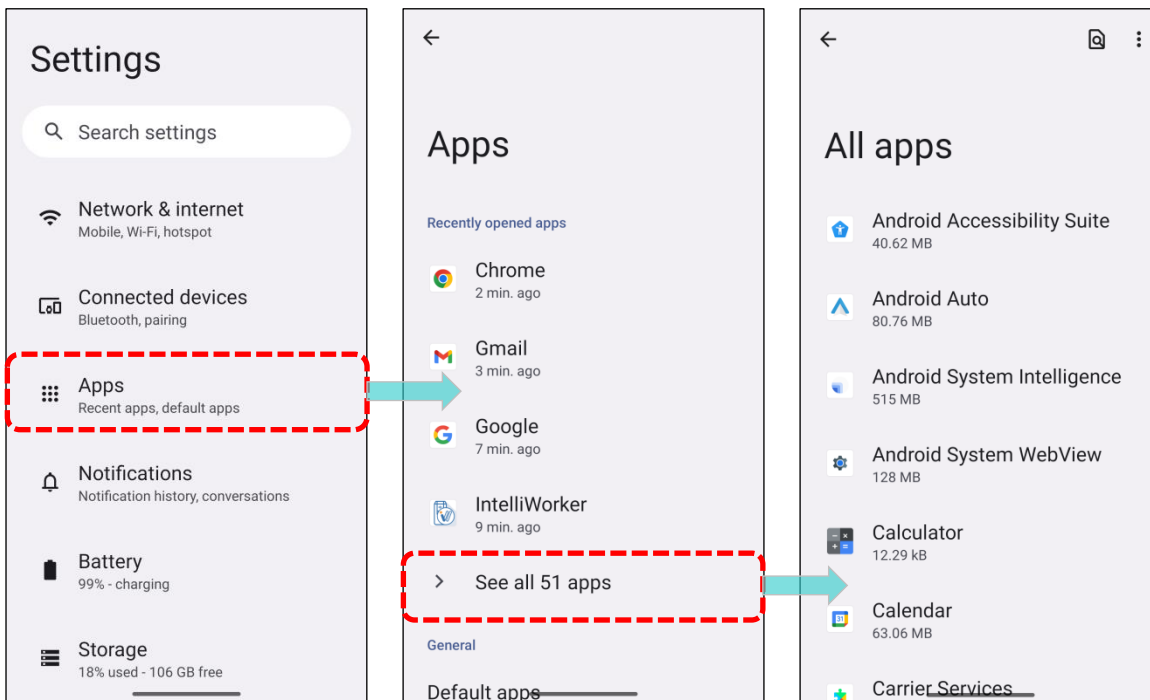 Settings
Search settings
Network & internet
Mobile, Wi-Fi, hotspot
Connected devices
Bluetooth, pairing
Apps
Recent apps, default apps
Notifications
Notification history, conversations
Battery
99% - charging
Storage
18% used - 106 GB free
Apps
Recently opened apps
Chrome
2 min. ago
Gmail
3 min. ago
Google
7 min. ago
IntelliWorker
9 min. ago
See all 51 apps
General
Default apps
All apps
Android Accessibility Suite
40.62 MB
Android Auto
80.76 MB
Android System Intelligence
515 MB
Android System WebView
128 MB
Calculator
12.29 kB
Calendar
63.06 MB
Carrier Services